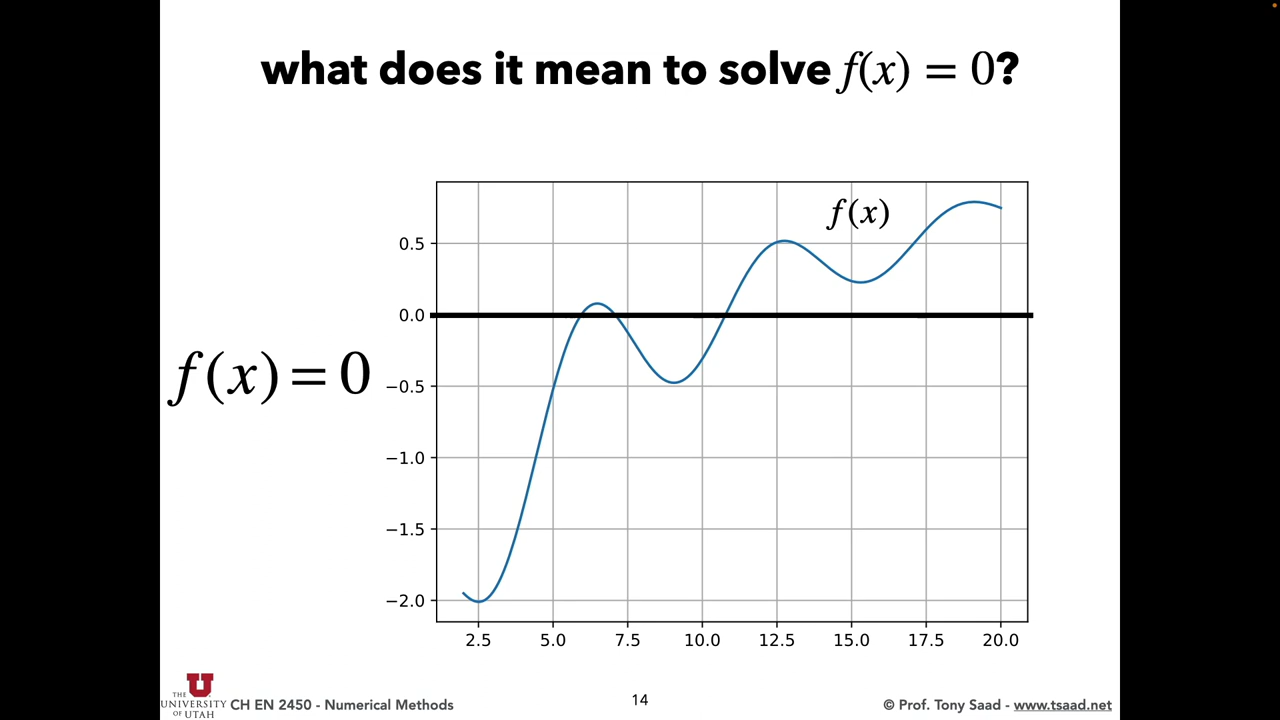 what does it mean to solve f(x) = 0?
f(x)
0.5
0.0
f(x) = 0
−0.5
−1.0
−1.5
−2.0
2.5 5.0 7.5 10.0 12.5 15.0 17.5 20.0
U
THE
UNIVERSITY
OF UTAH
CH EN 2450 - Numerical Methods
14
© Prof. Tony Saad - www.tsaad.net